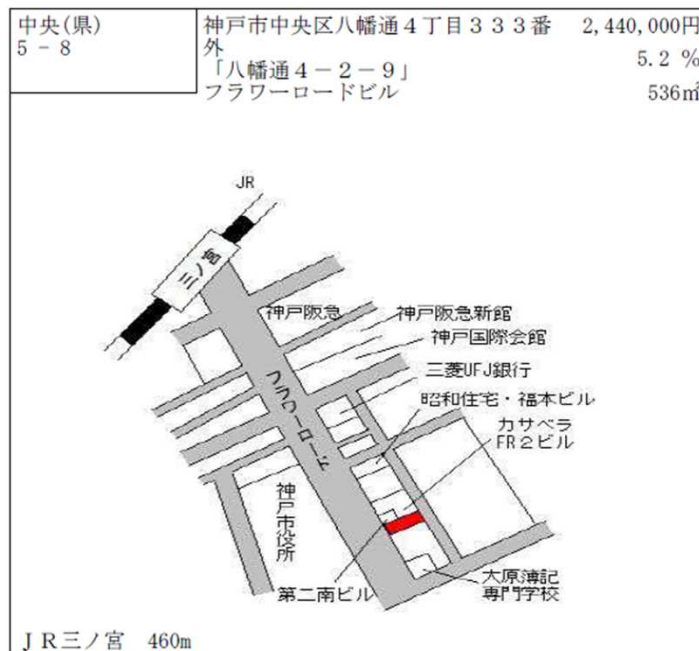 中央(県)
5－8
神戸市中央区八幡通４丁目３３３番
外
「八幡通４－２－９」
フラワーロードビル
2,440,000円
5.2 %
536㎡
JR
三ノ宮
神戸阪急
神戸阪急新館
神戸国際会館
三菱UFJ銀行
フラワーロード
昭和住宅・福本ビル
カサベラ
FR２ビル
神戸市役所
第二南ビル
大原簿記
専門学校
ＪＲ三ノ宮　460m